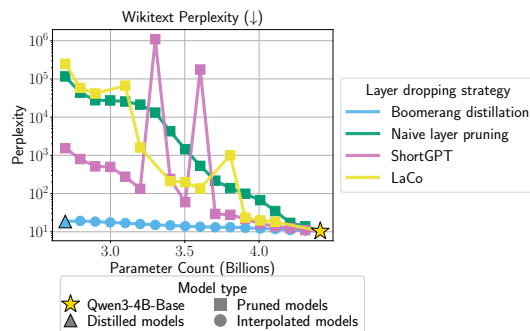 Wikitext Perplexity (↓)
10⁶
10⁵
10⁴
10³
10²
10¹
Perplexity
3.0 3.5 4.0
Parameter Count (Billions)
Layer dropping strategy
Boomerang distillation
Naive layer pruning
ShortGPT
LaCo
Model type
Qwen3-4B-Base Pruned models
Distilled models Interpolated models